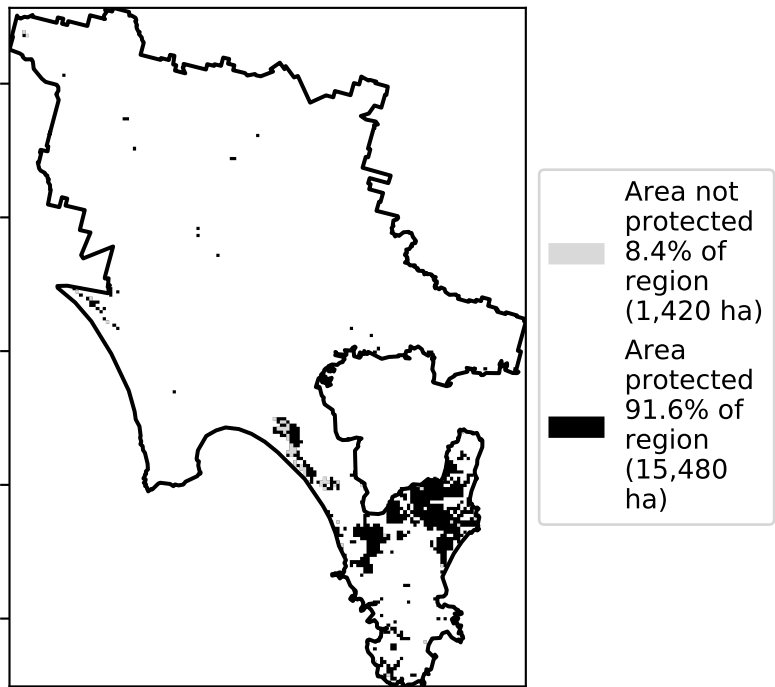 Area not
protected
8.4% of
region
(1,420 ha)
Area
protected
91.6% of
region
(15,480
ha)